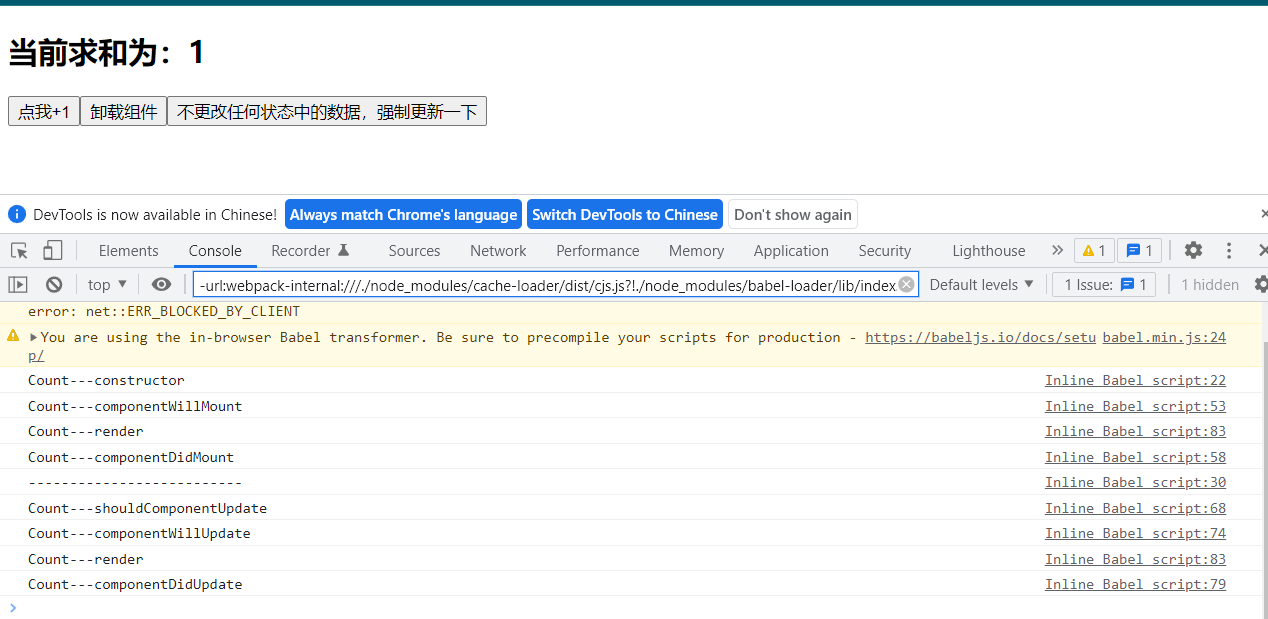 当前求和为：1
点我+1 卸载组件 不更改任何状态中的数据，强制更新一下
DevTools is now available in Chinese! Always match Chrome's language Switch DevTools to Chinese Don't show again
Elements Console Recorder Sources Network Performance Memory Application Security Lighthouse » 1 1
top -url:webpack-internal:///./node_modules/cache-loader/dist/cjs.js?!./node_modules/babel-loader/lib/index Default levels 1 Issue: 1 1 hidden
error: net::ERR_BLOCKED_BY_CLIENT
You are using the in-browser Babel transformer. Be sure to precompile your scripts for production - https://babeljs.io/docs/setu babel.min.js:24
p/
Count---constructor Inline Babel script:22
Count---componentWillMount Inline Babel script:53
Count---render Inline Babel script:83
Count---componentDidMount Inline Babel script:58
-------------------------- Inline Babel script:30
Count---shouldComponentUpdate Inline Babel script:68
Count---componentWillUpdate Inline Babel script:74
Count---render Inline Babel script:83
Count---componentDidUpdate Inline Babel script:79